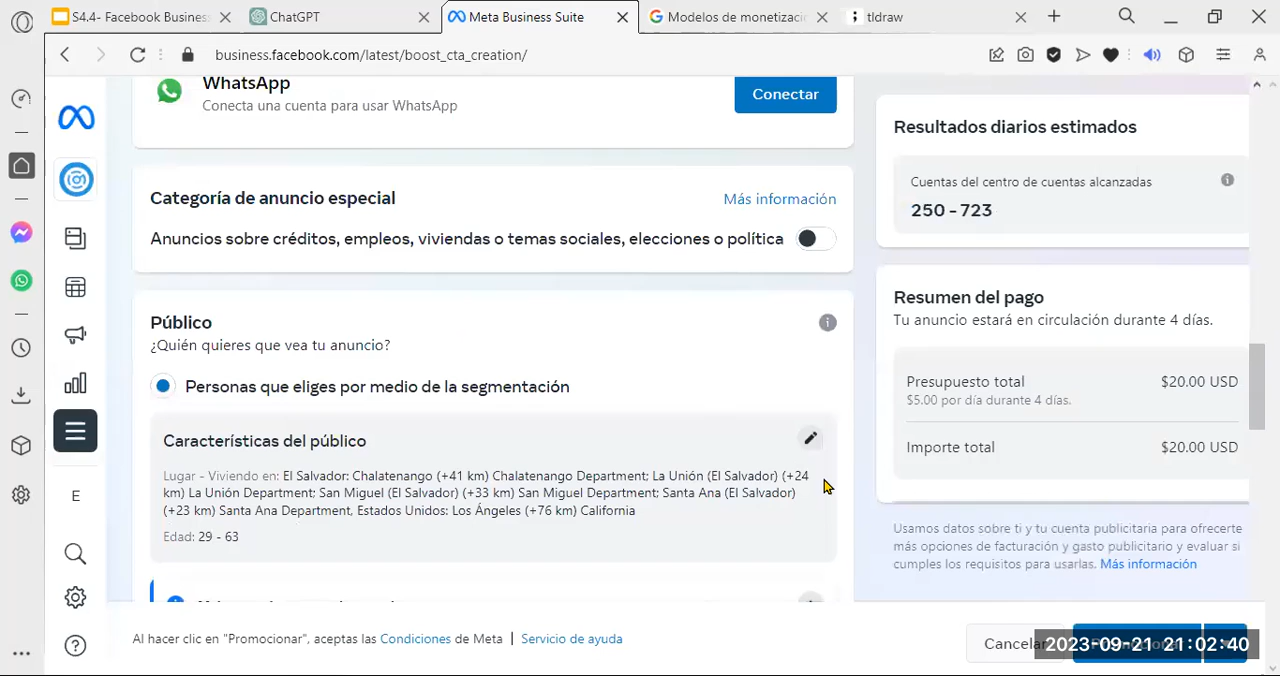 S4.4- Facebook Business
ChatGPT
Meta Business Suite
Modelos de monetizació
tldraw
business.facebook.com/latest/boost_cta_creation/
WhatsApp
Conecta una cuenta para usar WhatsApp
Conectar
Categoría de anuncio especial
Más información
Anuncios sobre créditos, empleos, viviendas o temas sociales, elecciones o política
Público
¿Quién quieres que vea tu anuncio?
Personas que eliges por medio de la segmentación
Características del público
Lugar - Viviendo en: El Salvador: Chalatenango (+41 km) Chalatenango Department; La Unión (El Salvador) (+24
km) La Unión Department; San Miguel (El Salvador) (+33 km) San Miguel Department; Santa Ana (El Salvador)
(+23 km) Santa Ana Department, Estados Unidos: Los Ángeles (+76 km) California
Edad: 29 - 63
Resultados diarios estimados
Cuentas del centro de cuentas alcanzadas
250 - 723
Resumen del pago
Tu anuncio estará en circulación durante 4 días.
Presupuesto total
$20.00 USD
$5.00 por día durante 4 días.
Importe total
$20.00 USD
Usamos datos sobre ti y tu cuenta publicitaria para ofrecerte
más opciones de facturación y gasto publicitario y evaluar si
cumples los requisitos para usarlas. Más información
E
Al hacer clic en "Promocionar", aceptas las Condiciones de Meta | Servicio de ayuda
Cancelar
2023-09-21 21:02:40